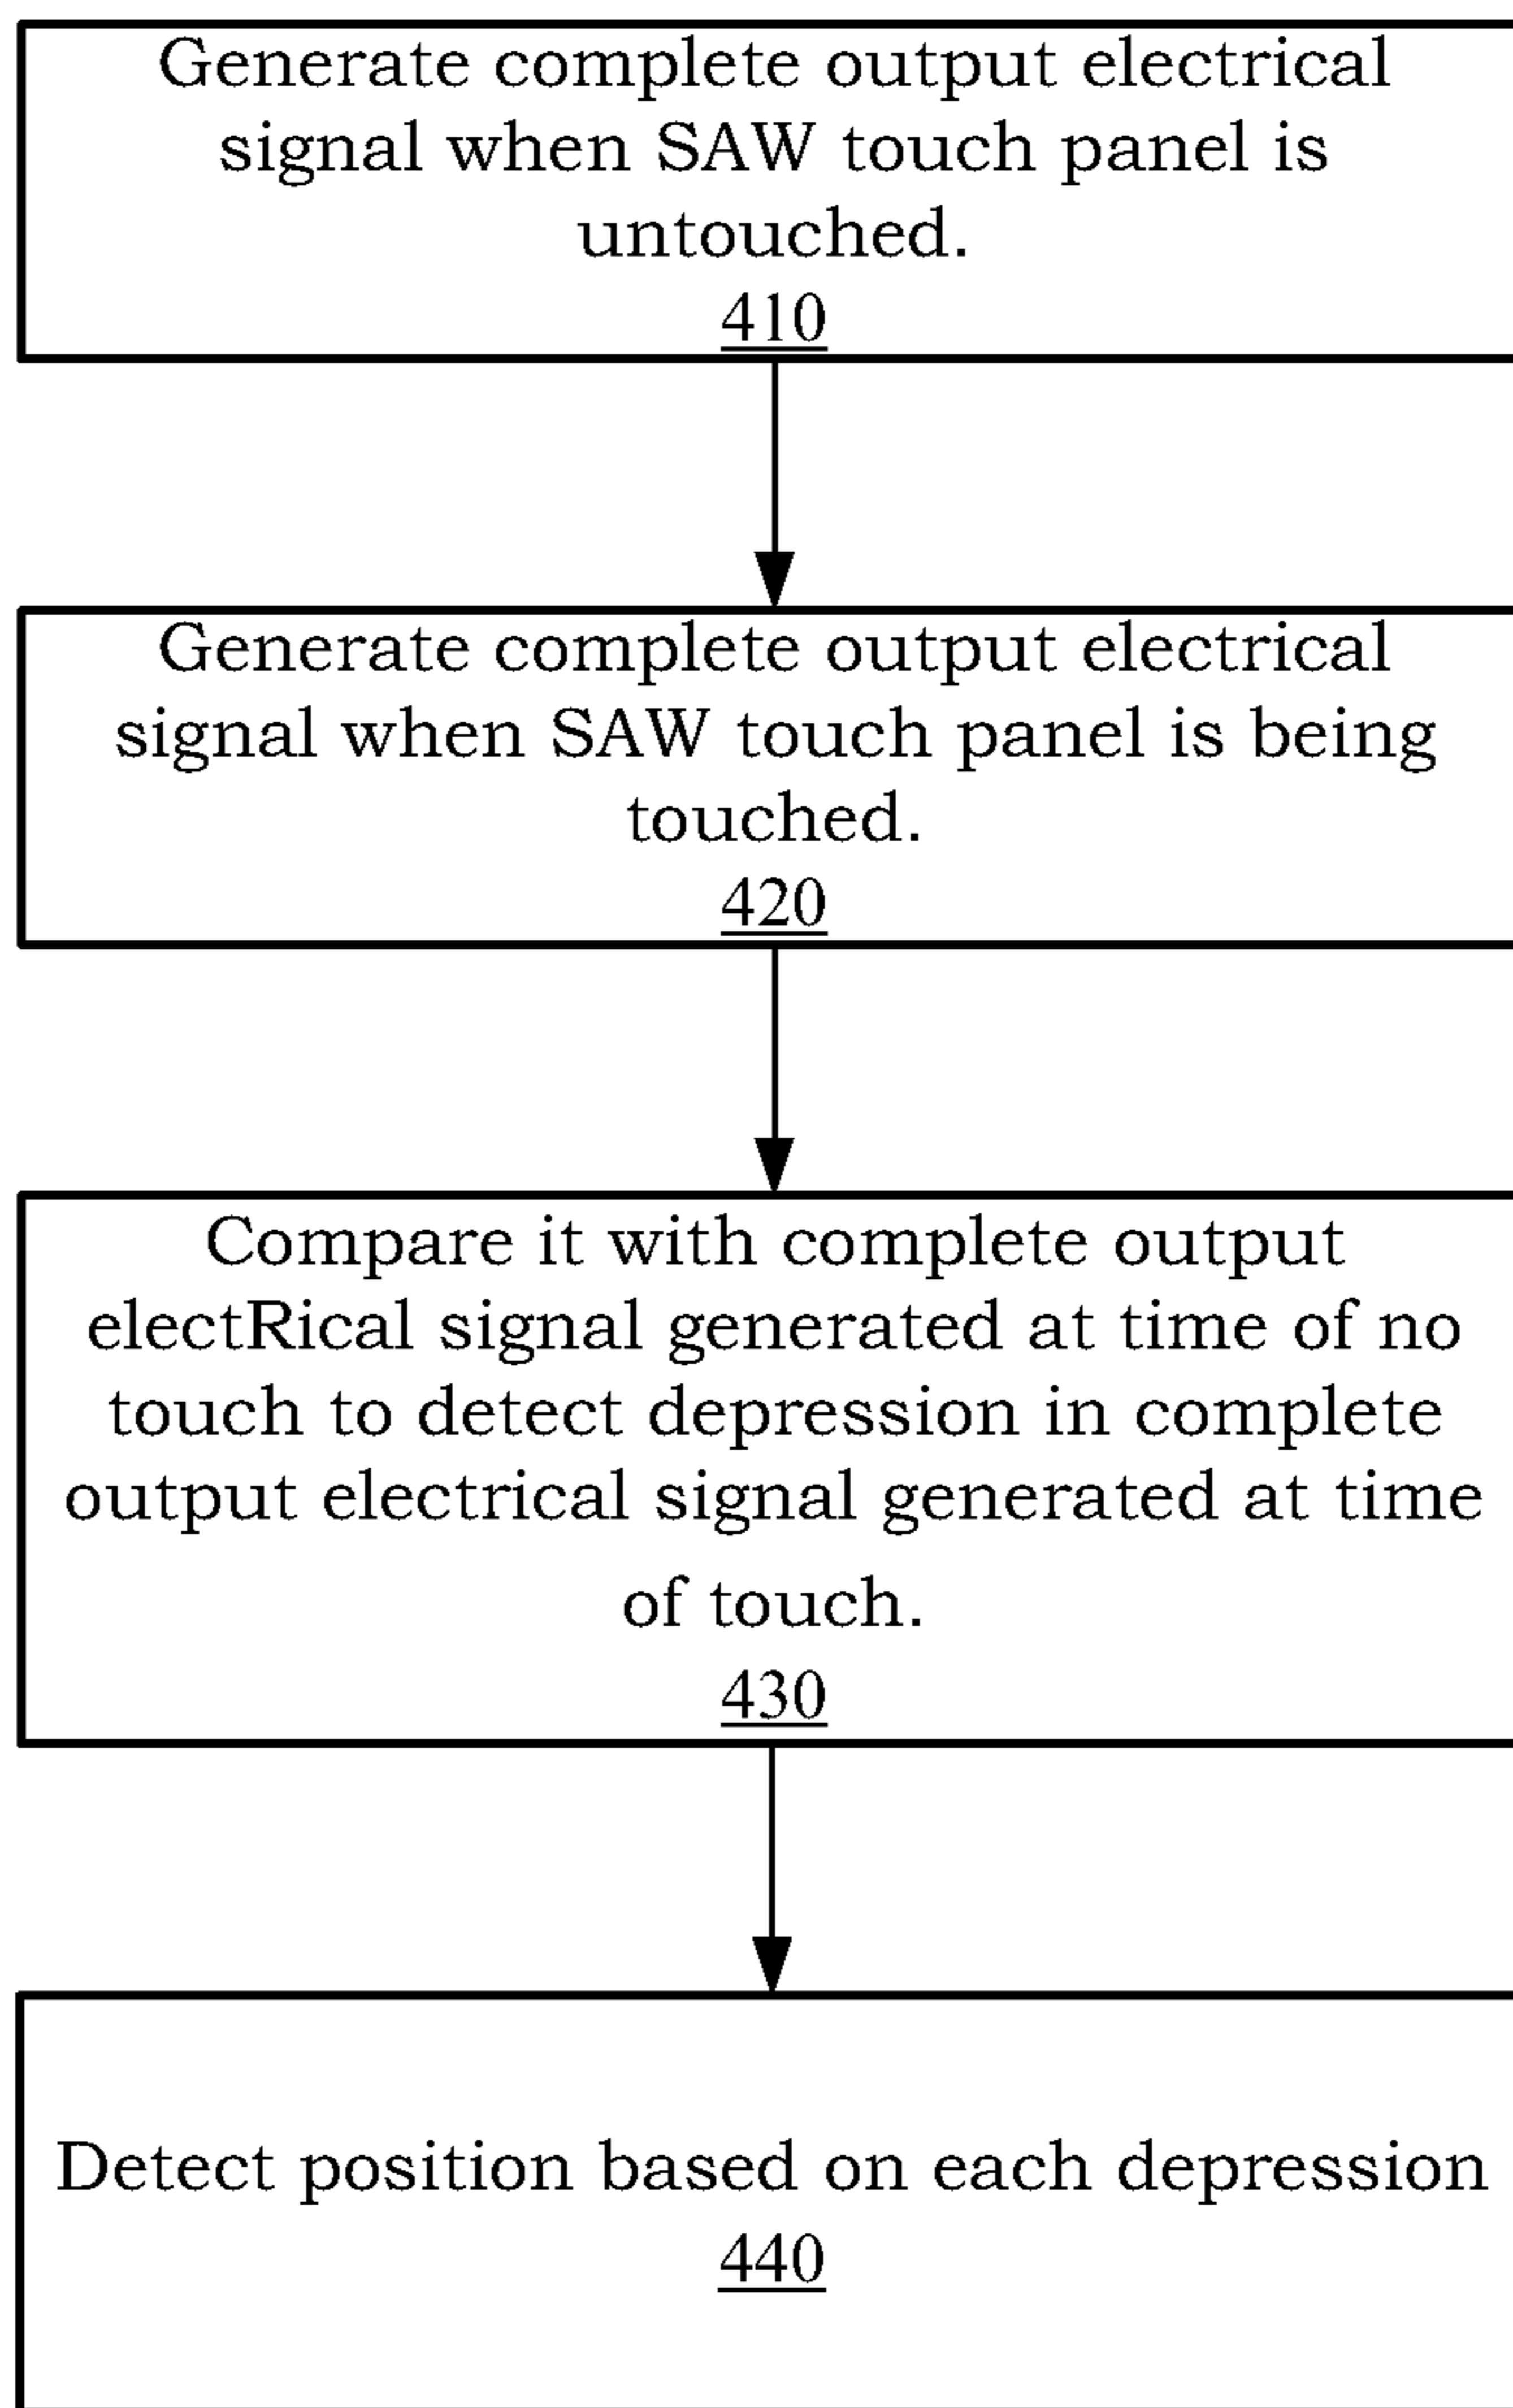 Generate complete output electrical
signal when SAW touch panel is
untouched.
410
Generate complete output electrical
signal when SAW touch panel is being
touched.
420
Compare it with complete output
electRical signal generated at time of no
touch to detect depression in complete
output electrical signal generated at time
of touch.
430
Detect position based on each depression
440